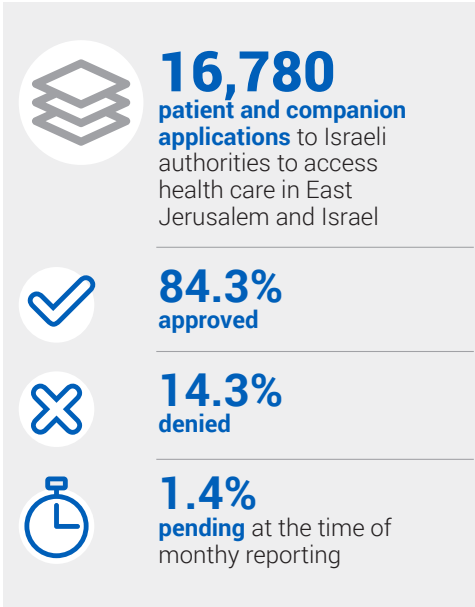 16,780
patient and companion
applications to Israeli
authorities to access
health care in East
Jerusalem and Israel
84.3%
approved
14.3%
denied
1.4%
pending at the time of
monthy reporting